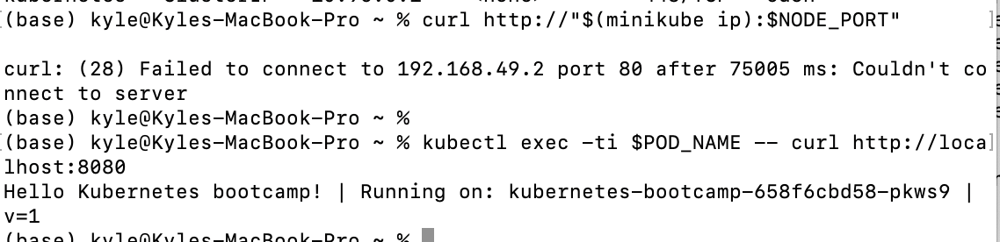 (base) kyle@Kyles-MacBook-Pro ~ % curl http://"$(minikube ip):$NODE_PORT"
curl: (28) Failed to connect to 192.168.49.2 port 80 after 75005 ms: Couldn't co
nnect to server
(base) kyle@Kyles-MacBook-Pro ~ %
(base) kyle@Kyles-MacBook-Pro ~ % kubectl exec -ti $POD_NAME -- curl http://loca
lhost:8080
Hello Kubernetes bootcamp! | Running on: kubernetes-bootcamp-658f6cbd58-pkws9 |
v=1
(base) kyle@Kyles-MacBook-Pro ~ %